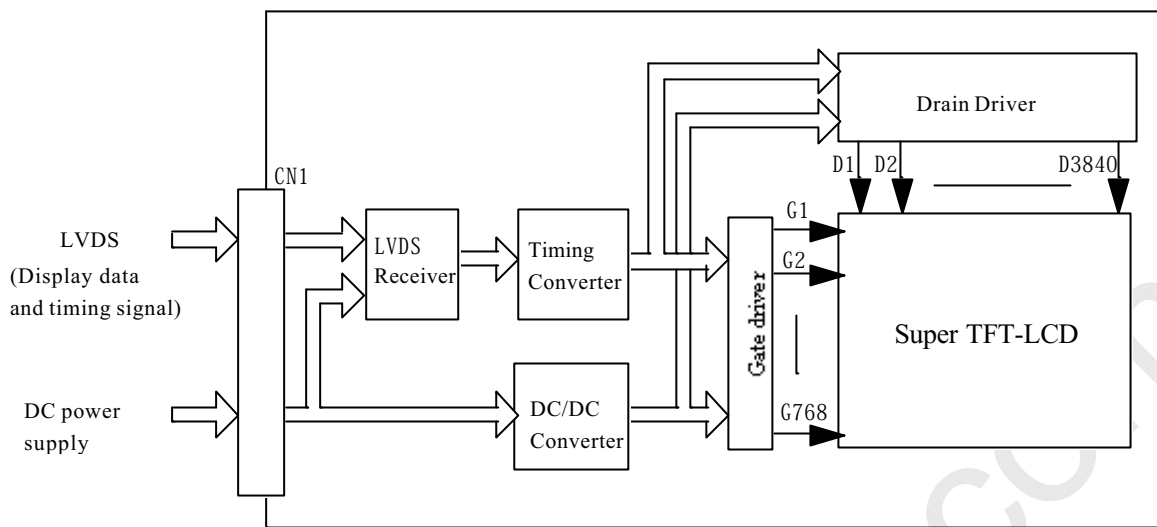 Drain Driver
D1
D2
D3840
CN1
LVDS
(Display data
and timing signal)
LVDS
Receiver
Timing
Converter
G1
G2
Gate driver
Super TFT-LCD
G768
DC power
supply
DC/DC
Converter